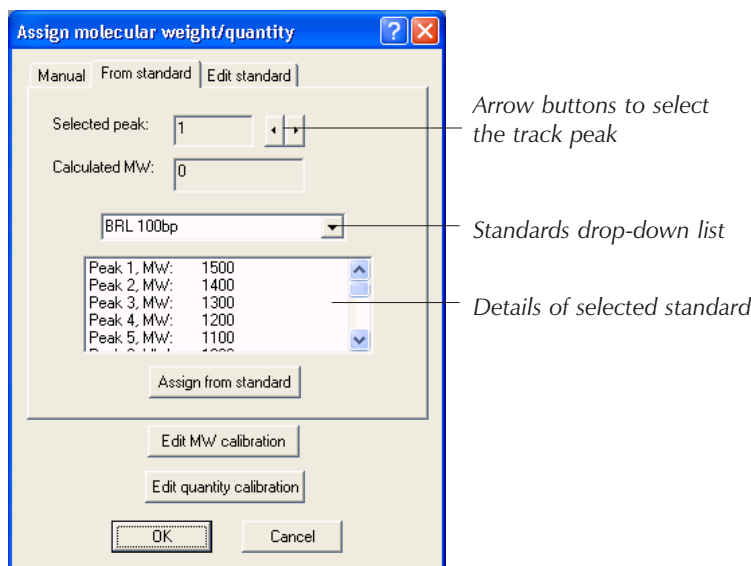 Assign molecular weight/quantity
Manual From standard Edit standard
Selected peak: 1
Calculated MW: 0
Arrow buttons to select
the track peak
BRL 100bp
Standards drop-down list
Peak 1, MW: 1500
Peak 2, MW: 1400
Peak 3, MW: 1300
Peak 4, MW: 1200
Peak 5, MW: 1100
Details of selected standard
Assign from standard
Edit MW calibration
Edit quantity calibration
OK Cancel